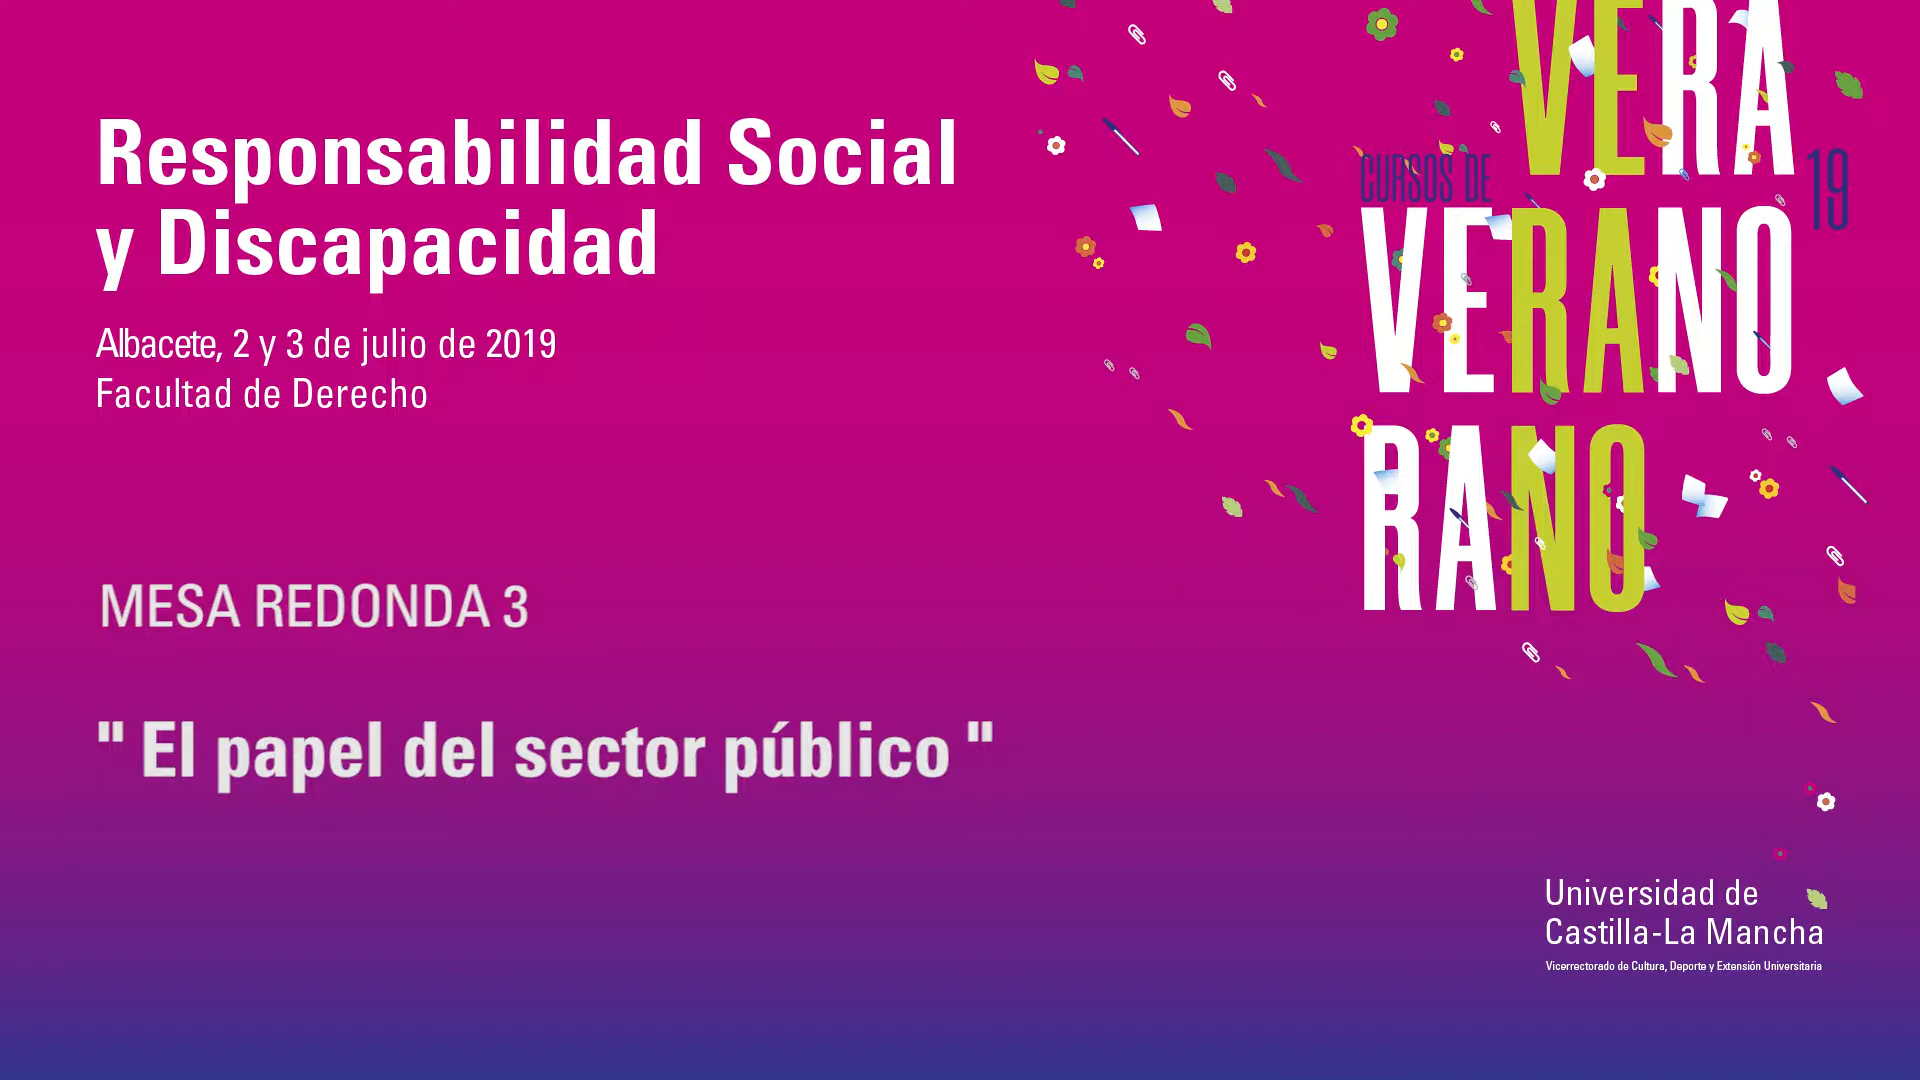 Responsabilidad Social
y Discapacidad
Albacete, 2 y 3 de julio de 2019
Facultad de Derecho
MESA REDONDA 3
" El papel del sector público "
VERA
CURSOS DE
19
VERANO
RANO
Universidad de
Castilla-La Mancha
Vicerrectorado de Cultura, Deporte y Extensión Universitaria